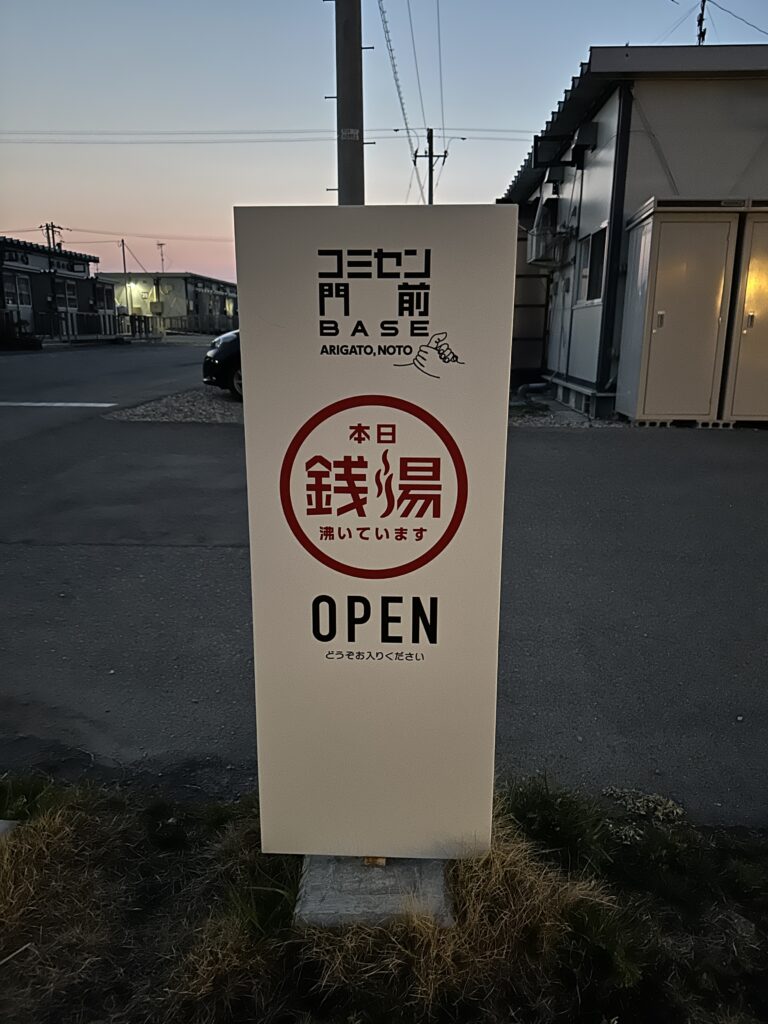 コミセン
門前
BASE
ARIGATO, NOTO
本日
銭湯
沸いています
OPEN
どうぞお入りください